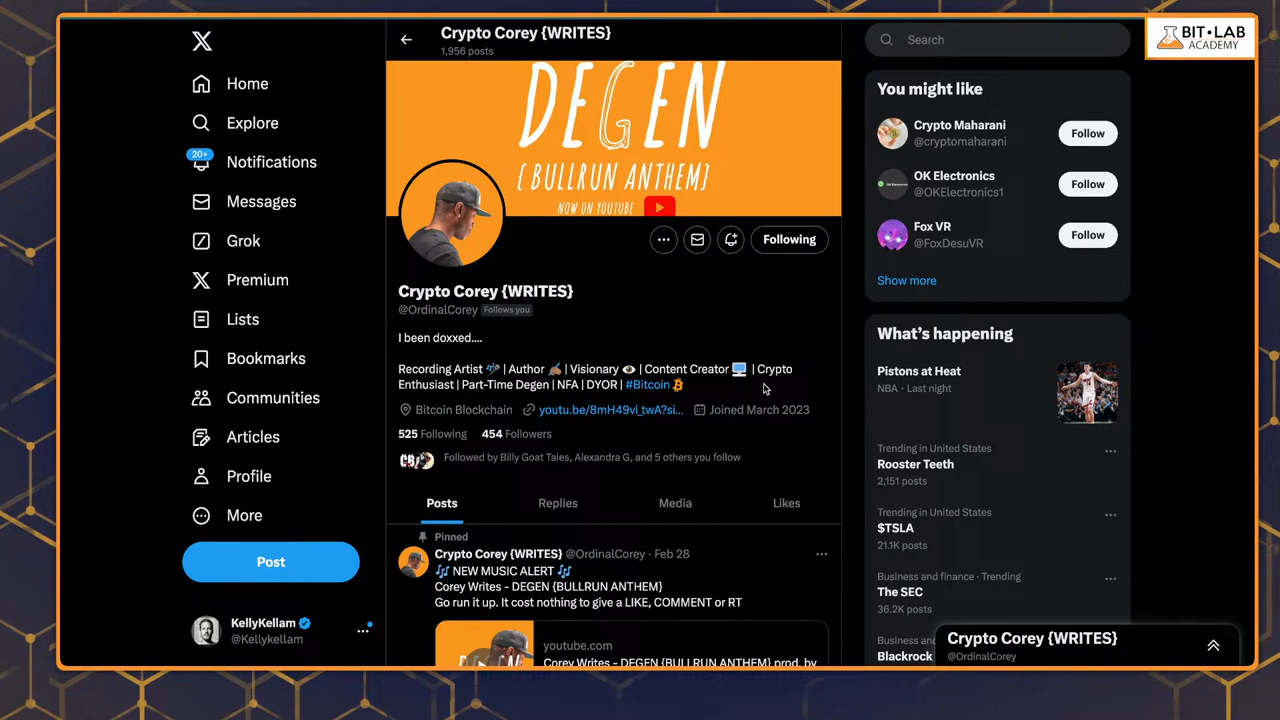 BIT•LAB
ACADEMY
X
Home
Explore
20+
Notifications
Messages
Grok
Premium
Lists
Bookmarks
Communities
Articles
Profile
More
Post
KellyKellam
@Kellykellam
Crypto Corey {WRITES}
1,956 posts
DEGEN
{BULLRUN ANTHEM}
NOW ON YOUTUBE
Following
Crypto Corey {WRITES}
@OrdinalCorey Follows you
I been doxxed....
Recording Artist 🎤 | Author ✍🏽 | Visionary 👁 | Content Creator 🖥 | Crypto
Enthusiast | Part-Time Degen | NFA | DYOR | #Bitcoin
Bitcoin Blockchain youtu.be/8mH49vi_twA?si... Joined March 2023
525 Following 454 Followers
Followed by Billy Goat Tales, Alexandra G, and 5 others you follow
Posts Replies Media Likes
Pinned
Crypto Corey {WRITES} @OrdinalCorey · Feb 28
🎶 NEW MUSIC ALERT 🎶
Corey Writes - DEGEN {BULLRUN ANTHEM}
Go run it up. It cost nothing to give a LIKE, COMMENT or RT
youtube.com
Corey Writes - DEGEN {BULLRUN ANTHEM} prod. by
Search
You might like
Crypto Maharani
@cryptomaharani
Follow
OK Electronics
@OKElectronics1
Follow
Fox VR
@FoxDesuVR
Follow
Show more
What's happening
Pistons at Heat
NBA · Last night
Trending in United States
Rooster Teeth
2,151 posts
Trending in United States
$TSLA
21.1K posts
Business and finance · Trending
The SEC
36.2K posts
Business and
Blackrock
Crypto Corey {WRITES}
@OrdinalCorey